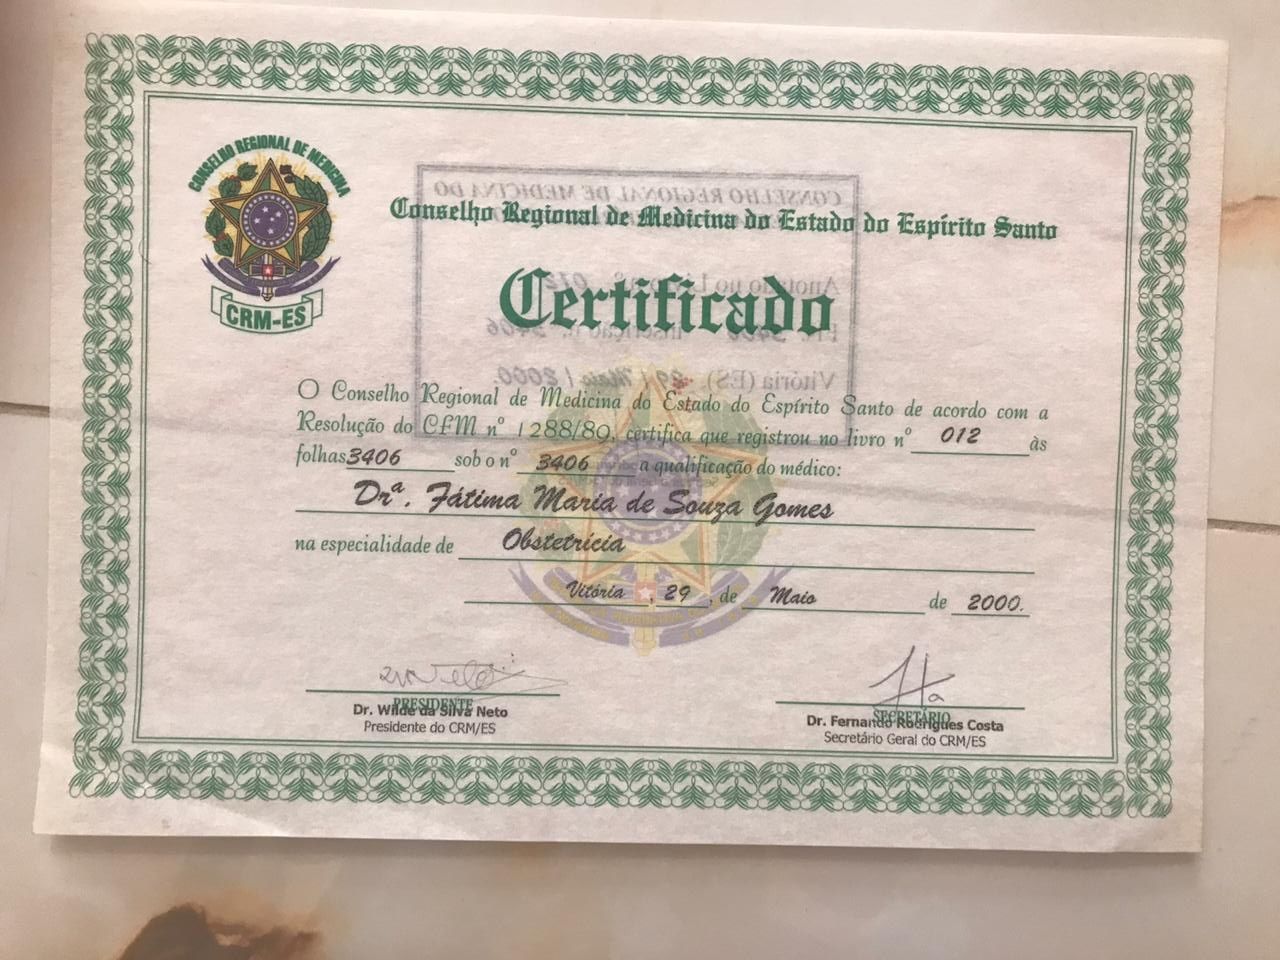 CONSELHO REGIONAL DE MEDICINA
CRM-ES
Conselho Regional de Medicina do Estado do Espírito Santo
Certificado
O Conselho Regional de Medicina do Estado do Espírito Santo de acordo com a
Resolução do CFM nº 1288/89, certifica que registrou no livro nº 012 às
folhas 3406 sob o nº 3406 a qualificação do médico:
Drª. Fátima Maria de Souza Gomes
na especialidade de Obstetrícia
Vitória, 29, de Maio de 2000.
PRESIDENTE
Dr. Wilde da Silva Neto
Presidente do CRM/ES
SECRETÁRIO
Dr. Fernando Rodrigues Costa
Secretário Geral do CRM/ES